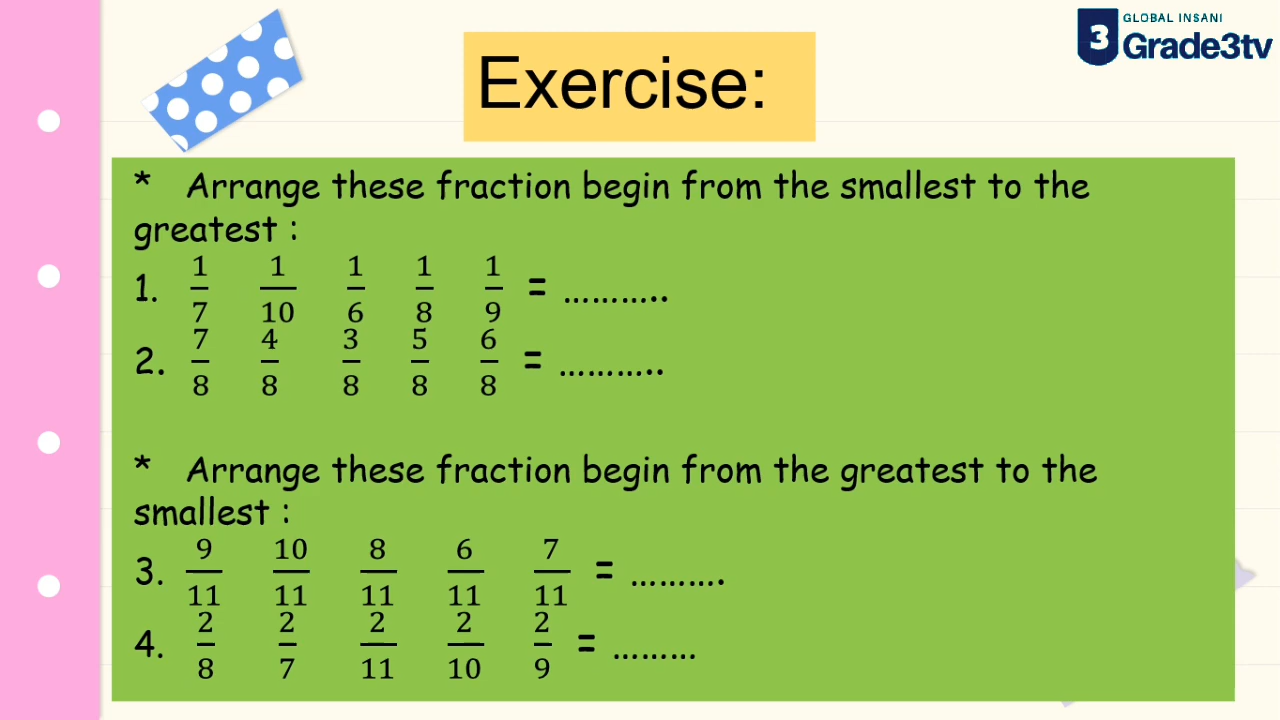 GLOBAL INSANI
3 Grade3tv
Exercise:
* Arrange these fraction begin from the smallest to the
greatest :
1. 1/7 1/10 1/6 1/8 1/9 = ………..
2. 7/8 4/8 3/8 5/8 6/8 = ………..
* Arrange these fraction begin from the greatest to the
smallest :
3. 9/11 10/11 8/11 6/11 7/11 = ……….
4. 2/8 2/7 2/11 2/10 2/9 = ………